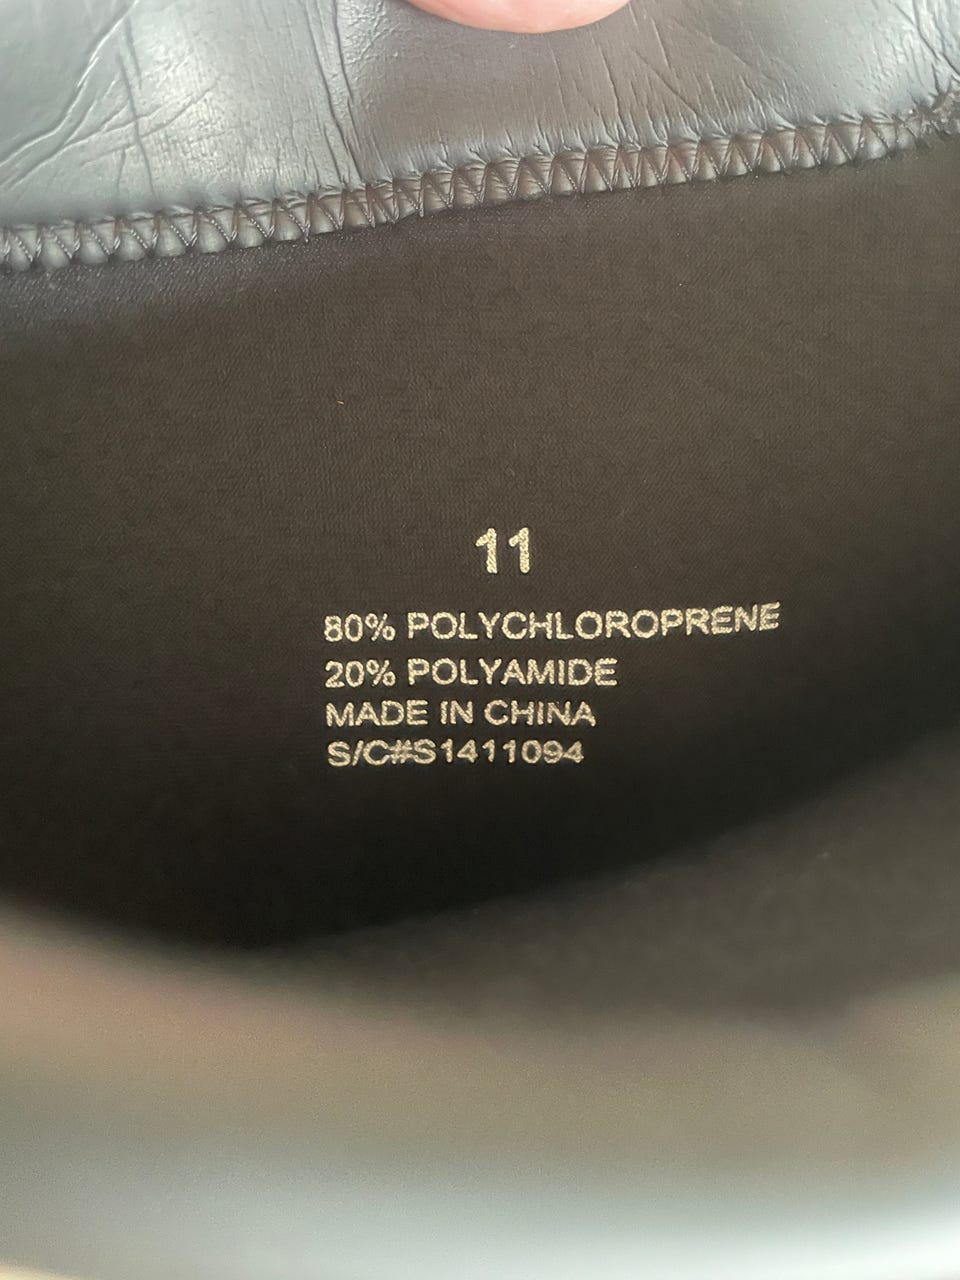 11
80% POLYCHLOROPRENE
20% POLYAMIDE
MADE IN CHINA
S/C#S1411094